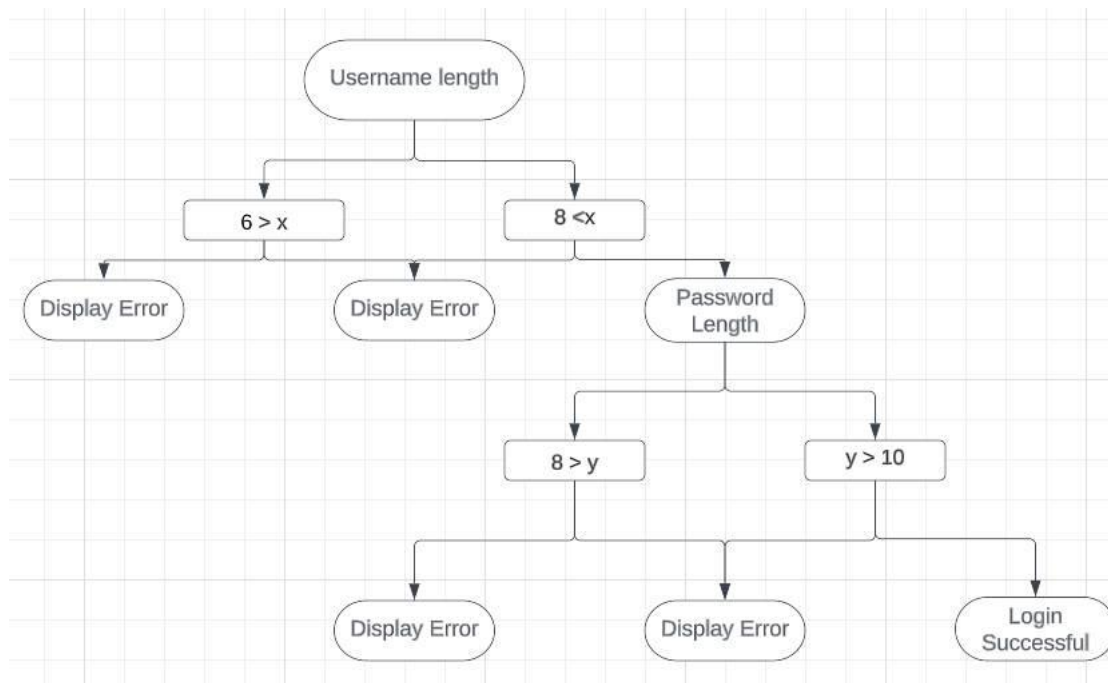 Username length
6 > x
8 <x
Display Error
Display Error
Password
Length
8 > y
y > 10
Display Error
Display Error
Login
Successful